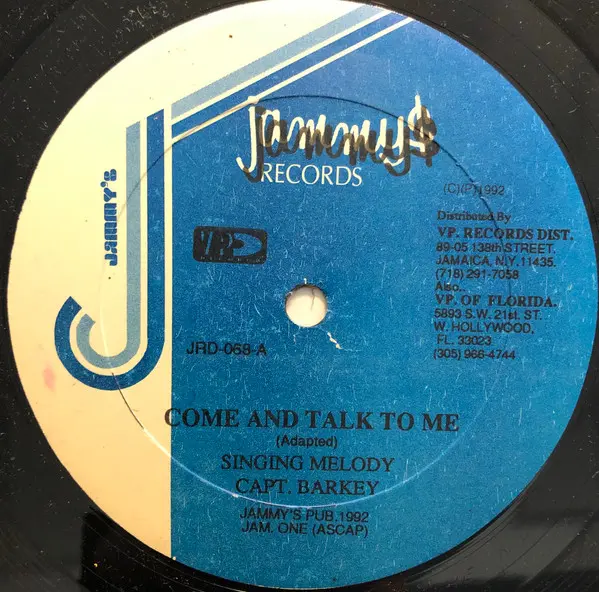 Jammy$
RECORDS
JAMMY'S
(C)(P)1992
Distributed By
VP. RECORDS DIST.
89-05 138th STREET,
JAMAICA, N.Y. 11435.
(718) 291-7058
Also..
VP. OF FLORIDA.
5893 S.W. 21st. ST.
W. HOLLYWOOD,
FL. 33023
(305) 966-4744
VP
JRD-068-A
COME AND TALK TO ME
(Adapted)
SINGING MELODY
CAPT. BARKEY
JAMMY'S PUB. 1992
JAM. ONE (ASCAP)